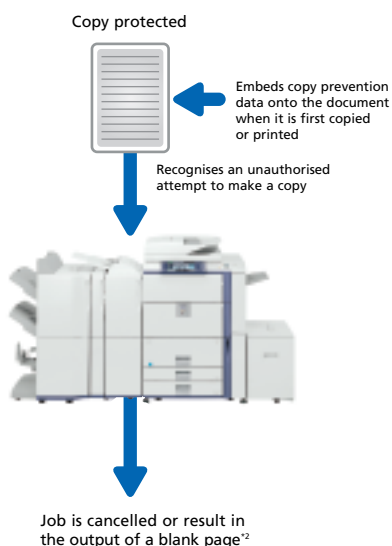 Copy protected
Embeds copy prevention
data onto the document
when it is first copied
or printed
Recognises an unauthorised
attempt to make a copy
Job is cancelled or result in
the output of a blank page*2